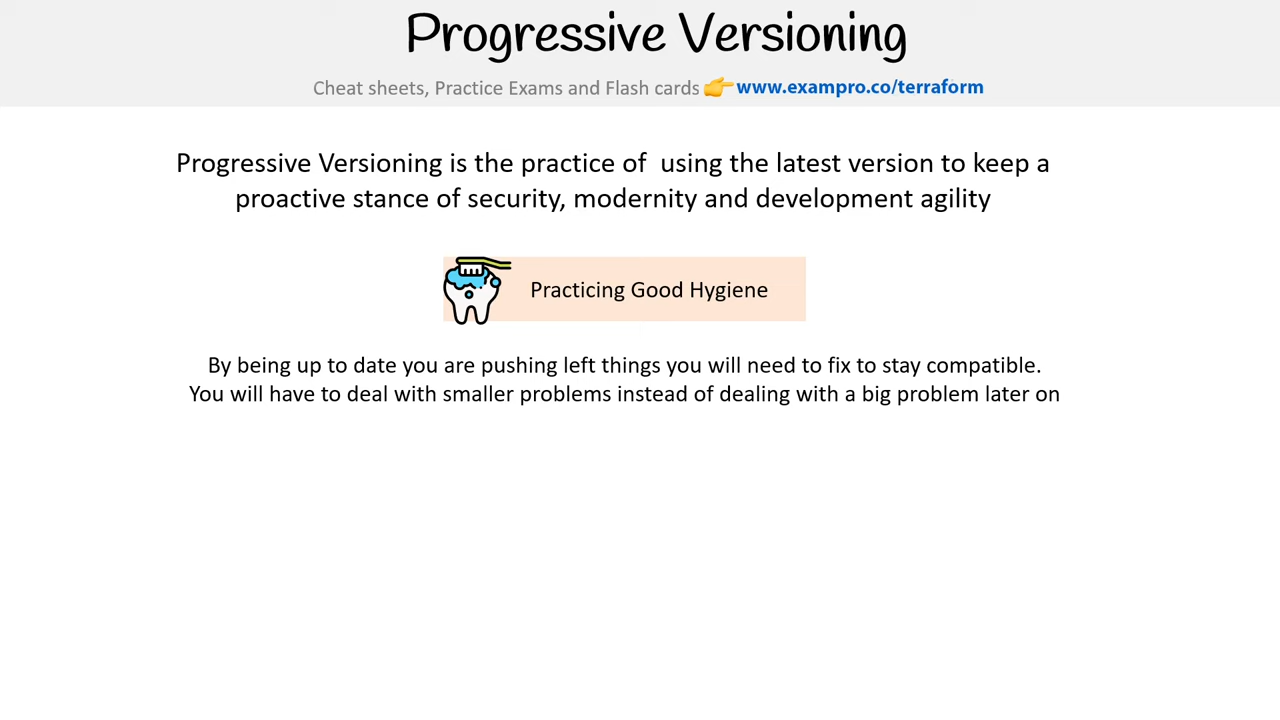 Progressive Versioning
Cheat sheets, Practice Exams and Flash cards 👉 www.exampro.co/terraform
Progressive Versioning is the practice of  using the latest version to keep a
proactive stance of security, modernity and development agility
Practicing Good Hygiene
By being up to date you are pushing left things you will need to fix to stay compatible.
You will have to deal with smaller problems instead of dealing with a big problem later on